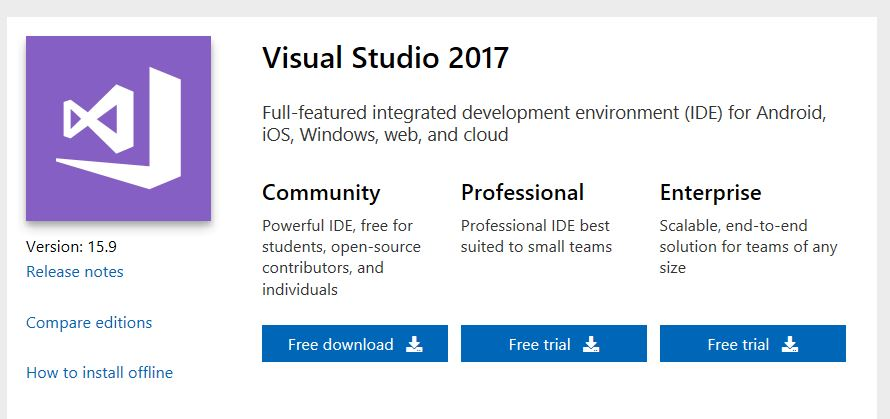 Visual Studio 2017
Full-featured integrated development environment (IDE) for Android,
iOS, Windows, web, and cloud
Version: 15.9
Release notes
Compare editions
How to install offline
Community
Powerful IDE, free for
students, open-source
contributors, and
individuals
Free download
Professional
Professional IDE best
suited to small teams
Free trial
Enterprise
Scalable, end-to-end
solution for teams of any
size
Free trial